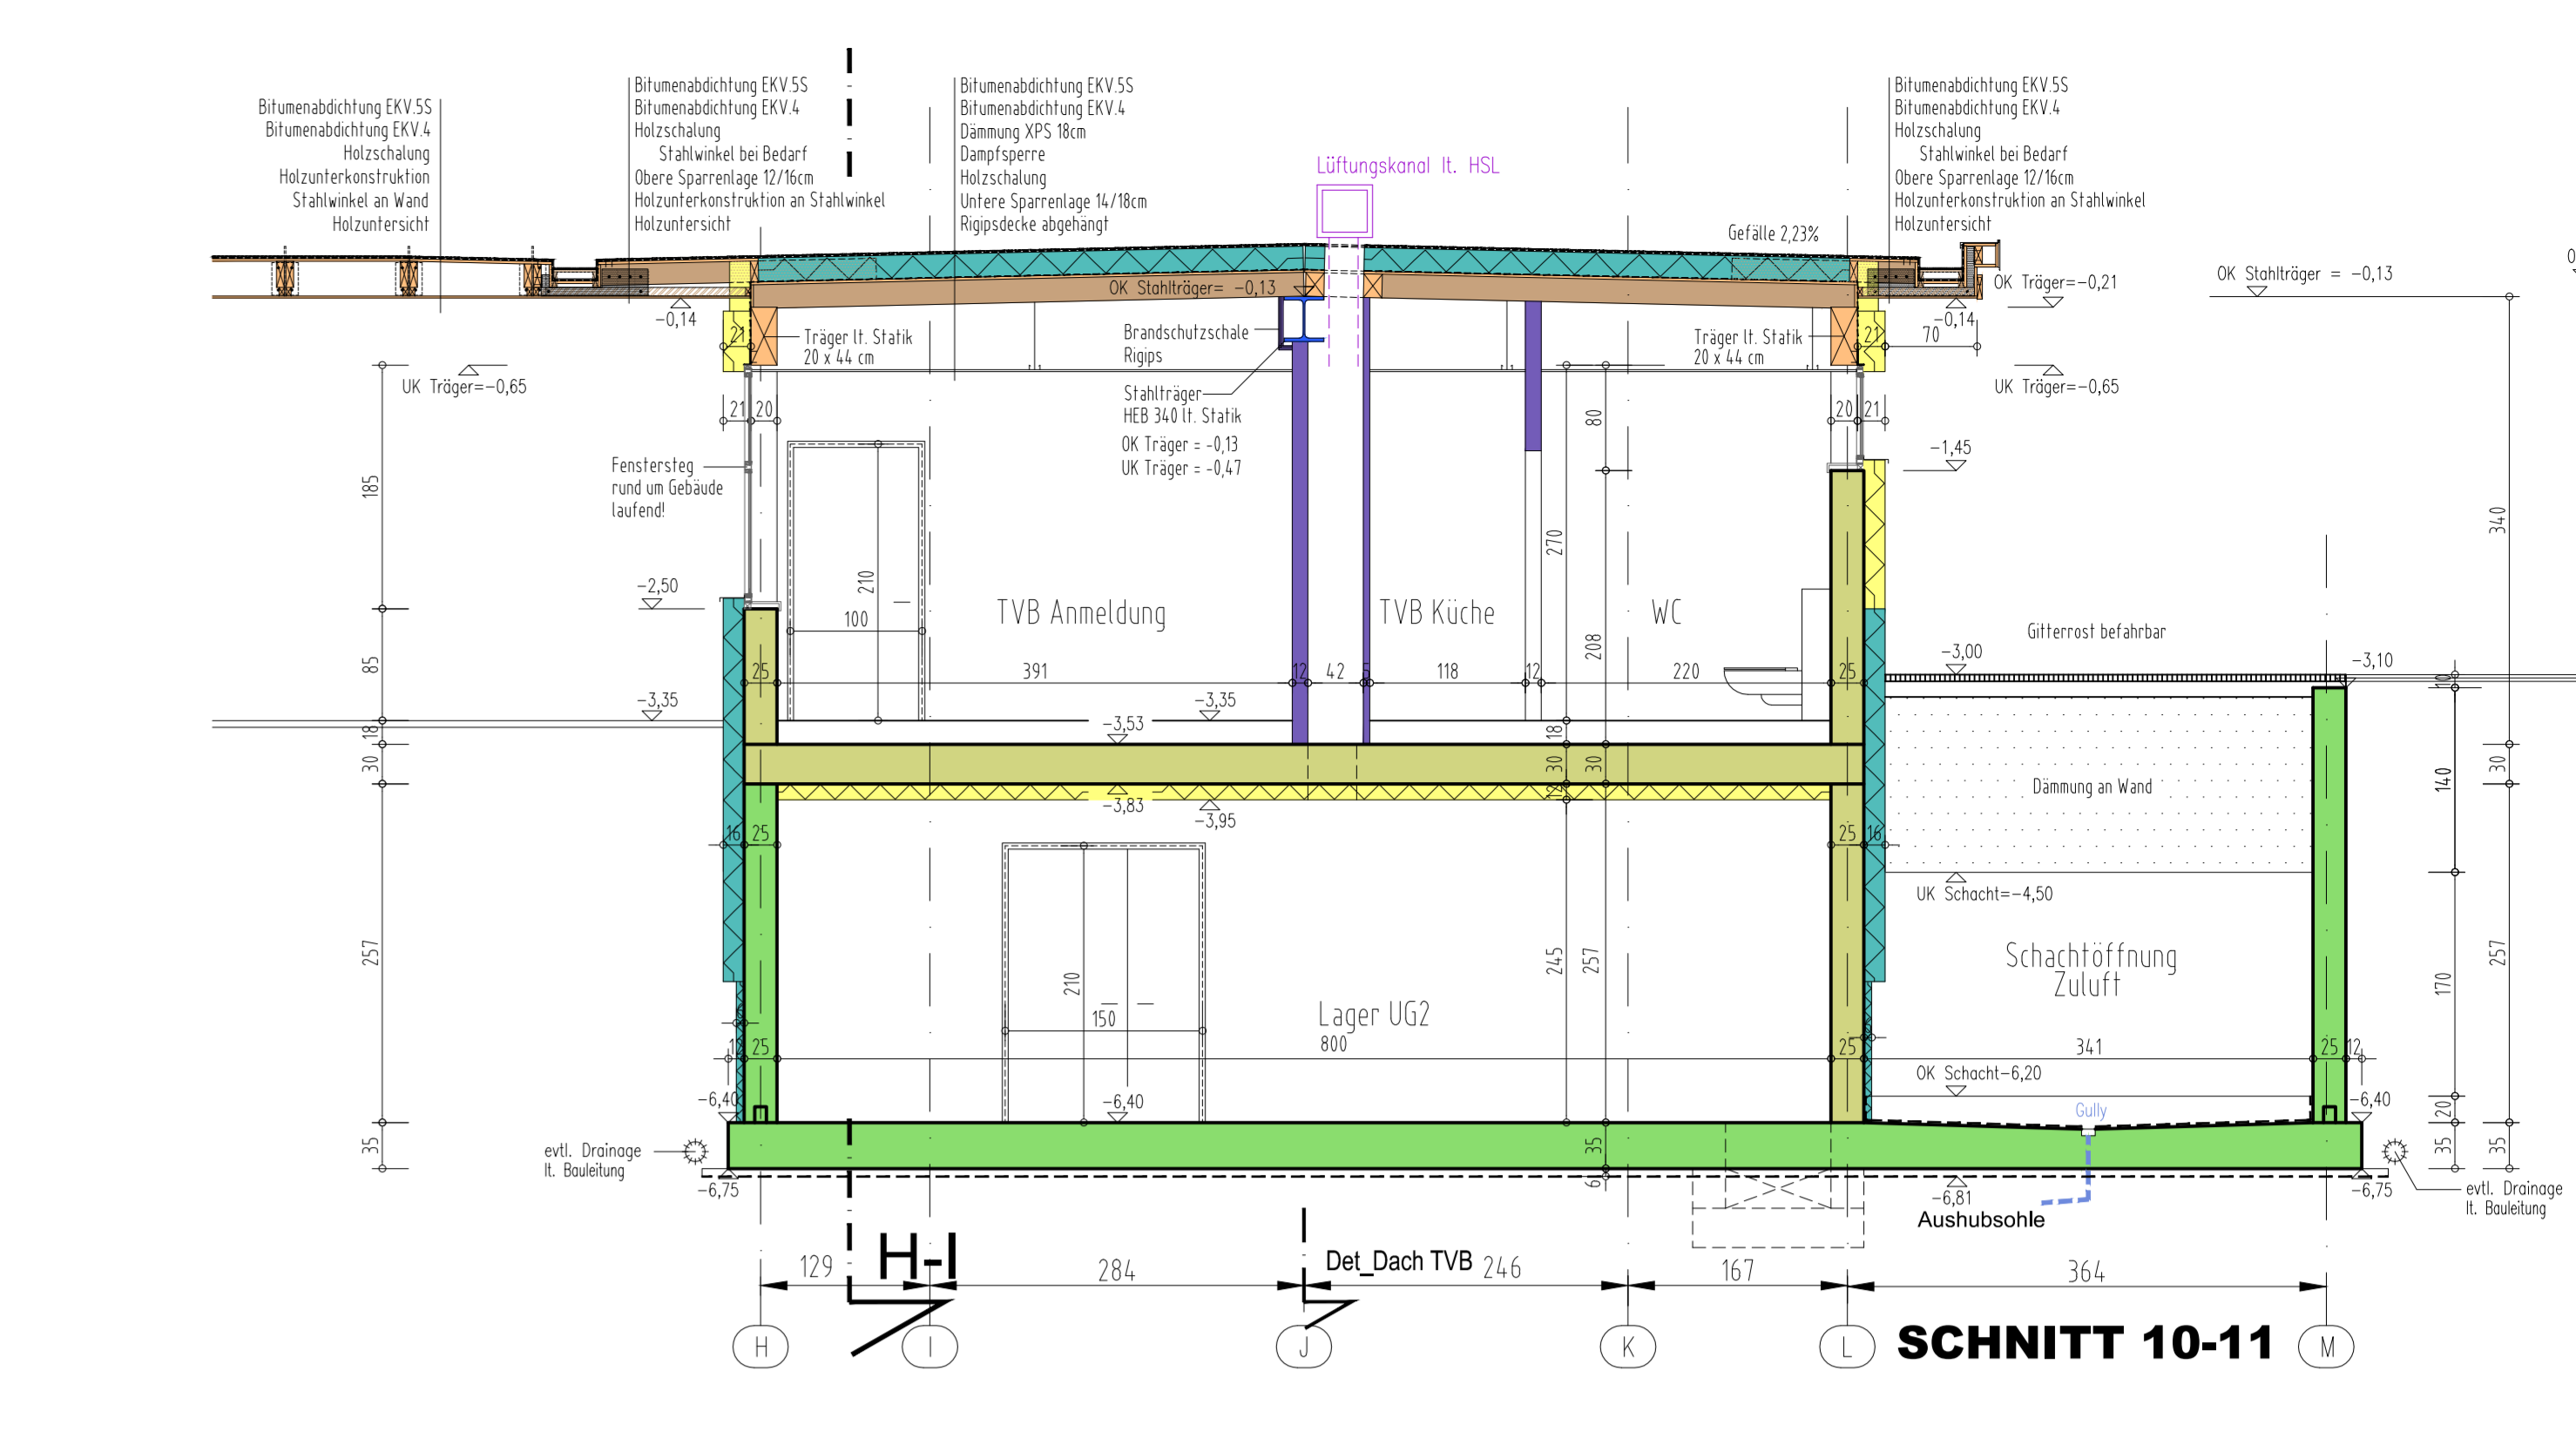 Bitumenabdichtung EKV.5S
Bitumenabdichtung EKV.4
Holzschalung
Holzunterkonstruktion
Stahlwinkel an Wand
Holzuntersicht
Bitumenabdichtung EKV.5S
Bitumenabdichtung EKV.4
Holzschalung
Stahlwinkel bei Bedarf
Obere Sparrenlage 12/16cm
Holzunterkonstruktion an Stahlwinkel
Holzuntersicht
Bitumenabdichtung EKV.5S
Bitumenabdichtung EKV.4
Dämmung XPS 18cm
Dampfsperre
Holzschalung
Untere Sparrenlage 14/18cm
Rigipsdecke abgehängt
Lüftungskanal lt. HSL
Bitumenabdichtung EKV.5S
Bitumenabdichtung EKV.4
Holzschalung
Stahlwinkel bei Bedarf
Obere Sparrenlage 12/16cm
Holzunterkonstruktion an Stahlwinkel
Holzuntersicht
Gefälle 2,23%
OK Stahlträger= -0,13
OK Träger=-0,21
OK Stahlträger = -0,13
-0,14
-0,14
21
Träger lt. Statik
20 x 44 cm
Brandschutzschale
Rigips
Träger lt. Statik
20 x 44 cm
21
70
UK Träger=-0,65
UK Träger=-0,65
Stahlträger
HEB 340 lt. Statik
OK Träger = -0,13
UK Träger = -0,47
21
20
80
20
21
-1,45
Fenstersteg
rund um Gebäude
laufend!
185
210
100
270
340
-2,50
TVB Anmeldung
TVB Küche
WC
208
Gitterrost befahrbar
85
25
391
12
42
5
118
12
220
25
-3,00
-3,10
10
-3,35
-3,35
-3,53
18
18
30
30
30
30
12
-3,83
-3,95
Dämmung an Wand
140
16
25
25
16
UK Schacht=-4,50
257
245
257
257
210
150
Schachtöffnung
Zuluft
170
Lager UG2
800
25
25
341
25
12
OK Schacht-6,20
-6,40
-6,40
-6,40
Gully
20
35
35
35
35
6
evtl. Drainage
lt. Bauleitung
-6,75
-6,81
Aushubsohle
-6,75
evtl. Drainage
lt. Bauleitung
129
H-I
284
Det_Dach TVB
246
167
364
H
I
J
K
L
SCHNITT 10-11
M